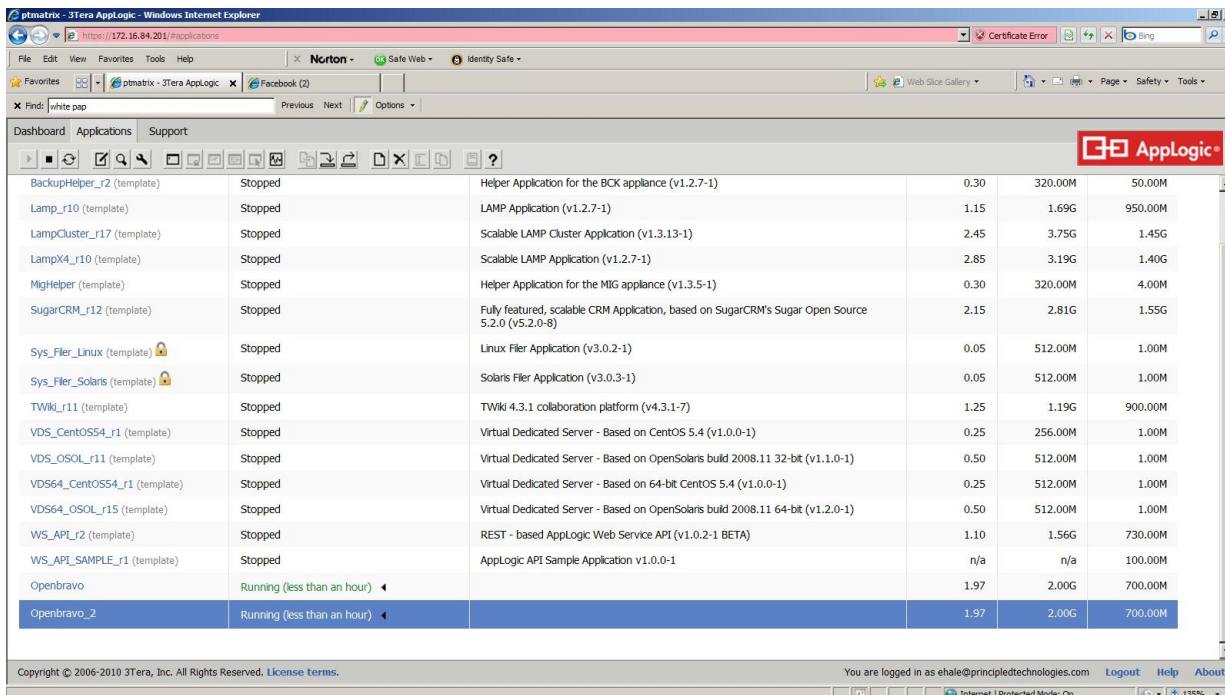 ptmatrix - 3Tera AppLogic - Windows Internet Explorer
https://172.16.84.201/#applications
Certificate Error
Bing
File Edit View Favorites Tools Help
x Norton - Safe Web - Identity Safe -
Favorites
ptmatrix - 3Tera AppLogic x
Facebook (2)
Web Slice Gallery
Page Safety Tools
x Find: white pap
Previous Next Options
Dashboard Applications Support
AppLogic
BackupHelper_r2 (template) Stopped Helper Application for the BCK appliance (v1.2.7-1) 0.30 320.00M 50.00M
Lamp_r10 (template) Stopped LAMP Application (v1.2.7-1) 1.15 1.69G 950.00M
LampCluster_r17 (template) Stopped Scalable LAMP Cluster Application (v1.3.13-1) 2.45 3.75G 1.45G
LampX4_r10 (template) Stopped Scalable LAMP Application (v1.2.7-1) 2.85 3.19G 1.40G
MigHelper (template) Stopped Helper Application for the MIG appliance (v1.3.5-1) 0.30 320.00M 4.00M
SugarCRM_r12 (template) Stopped Fully featured, scalable CRM Application, based on SugarCRM's Sugar Open Source 2.15 2.81G 1.55G
5.2.0 (v5.2.0-8)
Sys_Filer_Linux (template) Stopped Linux Filer Application (v3.0.2-1) 0.05 512.00M 1.00M
Sys_Filer_Solaris (template) Stopped Solaris Filer Application (v3.0.3-1) 0.05 512.00M 1.00M
TWiki_r11 (template) Stopped TWiki 4.3.1 collaboration platform (v4.3.1-7) 1.25 1.19G 900.00M
VDS_CentOS54_r1 (template) Stopped Virtual Dedicated Server - Based on CentOS 5.4 (v1.0.0-1) 0.25 256.00M 1.00M
VDS_OSOL_r11 (template) Stopped Virtual Dedicated Server - Based on OpenSolaris build 2008.11 32-bit (v1.1.0-1) 0.50 512.00M 1.00M
VDS64_CentOS54_r1 (template) Stopped Virtual Dedicated Server - Based on 64-bit CentOS 5.4 (v1.0.0-1) 0.25 512.00M 1.00M
VDS64_OSOL_r15 (template) Stopped Virtual Dedicated Server - Based on OpenSolaris build 2008.11 64-bit (v1.2.0-1) 0.50 512.00M 1.00M
WS_API_r2 (template) Stopped REST - based AppLogic Web Service API (v1.0.2-1 BETA) 1.10 1.56G 730.00M
WS_API_SAMPLE_r1 (template) Stopped AppLogic API Sample Application v1.0.0-1 n/a n/a 100.00M
Openbravo Running (less than an hour) 1.97 2.00G 700.00M
Openbravo_2 Running (less than an hour) 1.97 2.00G 700.00M
Copyright © 2006-2010 3Tera, Inc. All Rights Reserved. License terms.
You are logged in as ehale@principledtechnologies.com Logout Help About
Internet | Protected Mode: On 135%